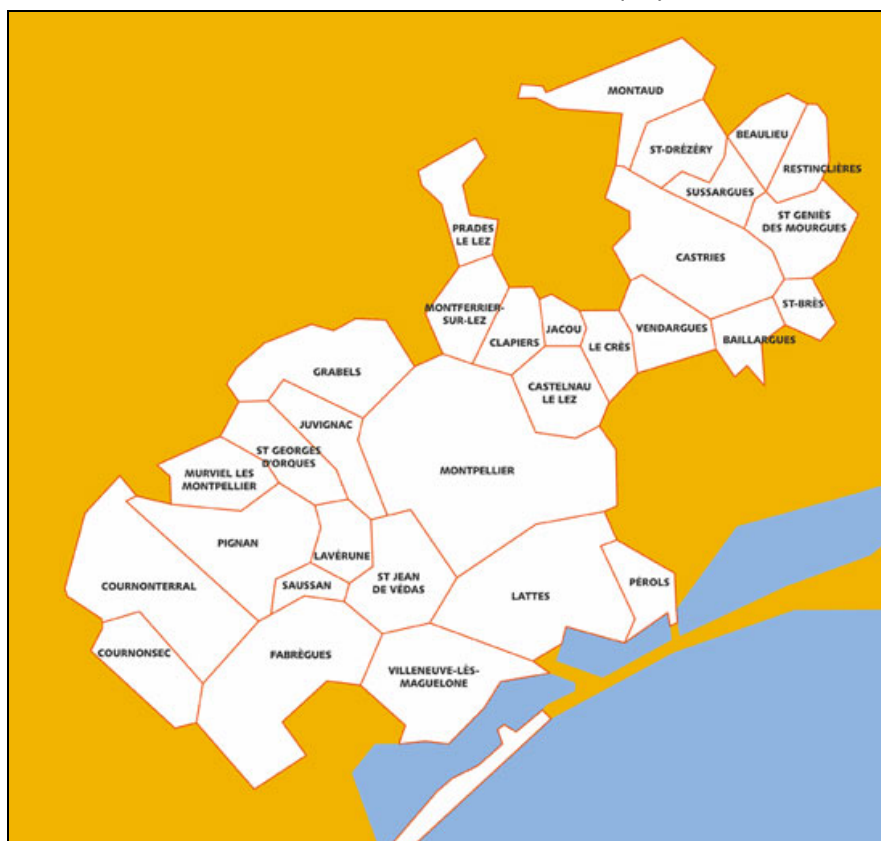 MONTAUD
BEAULIEU
ST-DRÉZÉRY
RESTINCLIÈRES
SUSSARGUES
ST GENIÈS
DES MOURGUES
PRADES
LE LEZ
CASTRIES
ST-BRÈS
MONTFERRIER-
SUR-LEZ
JACOU
VENDARGUES
CLAPIERS
LE CRÈS
BAILLARGUES
GRABELS
CASTELNAU
LE LEZ
JUVIGNAC
ST GEORGES
D'ORQUES
MURVIEL LES
MONTPELLIER
MONTPELLIER
PIGNAN
LAVÉRUNE
COURNONTERRAL
SAUSSAN
ST JEAN
DE VÉDAS
PÉROLS
LATTES
COURNONSEC
FABRÈGUES
VILLENEUVE-LÈS-
MAGUELONE